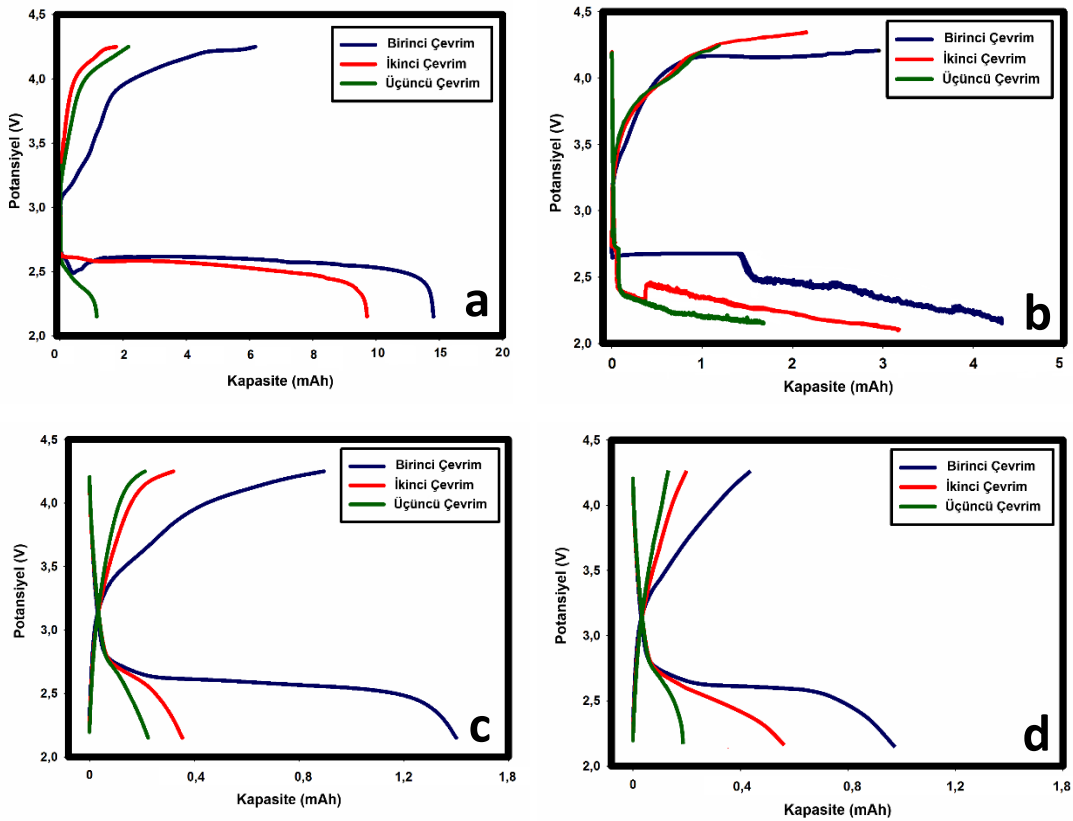 4,5
4,0
3,5
3,0
2,5
2,0
Potansiyel (V)
Birinci Çevrim
İkinci Çevrim
Üçüncü Çevrim
a
0 2 4 6 8 10 15 20
Kapasite (mAh)
4,5
4,0
3,5
3,0
2,5
2,0
Potansiyel (V)
Birinci Çevrim
İkinci Çevrim
Üçüncü Çevrim
b
0 1 2 3 4 5
Kapasite (mAh)
4,5
4,0
3,5
3,0
2,5
2,0
Potansiyel (V)
Birinci Çevrim
İkinci Çevrim
Üçüncü Çevrim
c
0 0,4 0,8 1,2 1,8
Kapasite (mAh)
4,5
4,0
3,5
3,0
2,5
2,0
Potansiyel (V)
Birinci Çevrim
İkinci Çevrim
Üçüncü Çevrim
d
0 0,4 0,8 1,2 1,8
Kapasite (mAh)